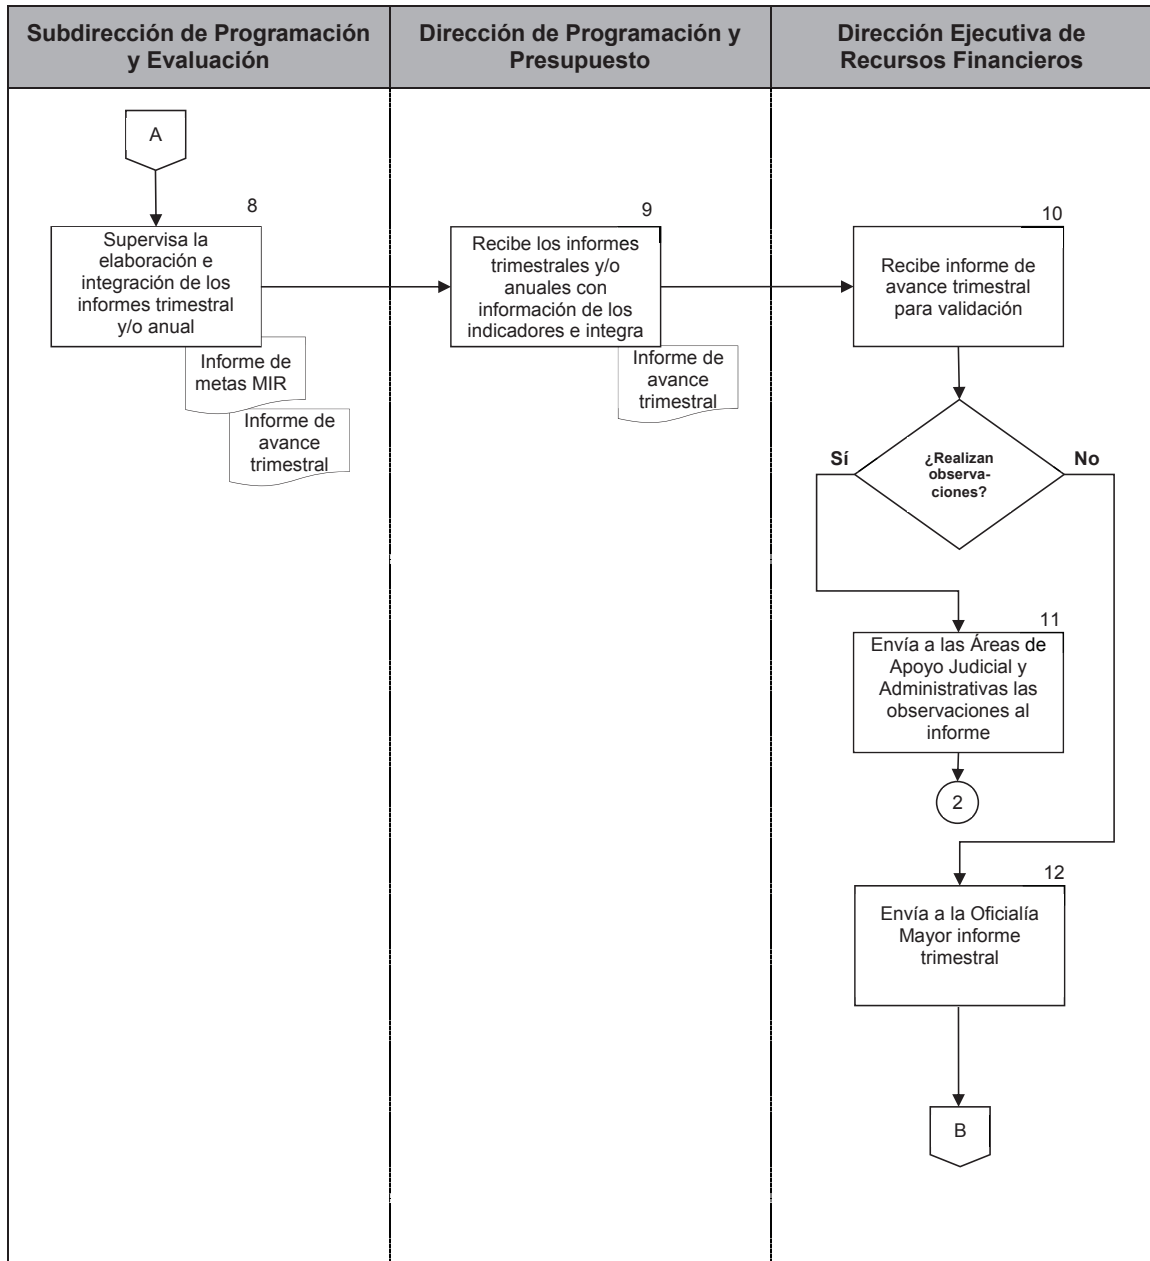 Subdirección de Programación
y Evaluación
Dirección de Programación y
Presupuesto
Dirección Ejecutiva de
Recursos Financieros
A
8
Supervisa la
elaboración e
integración de los
informes trimestral
y/o anual
Informe de
metas MIR
Informe de
avance
trimestral
9
Recibe los informes
trimestrales y/o
anuales con
información de los
indicadores e integra
Informe de
avance
trimestral
10
Recibe informe de
avance trimestral
para validación
Sí
¿Realizan
observa-
ciones?
No
11
Envía a las Áreas de
Apoyo Judicial y
Administrativas las
observaciones al
informe
2
12
Envía a la Oficialía
Mayor informe
trimestral
B